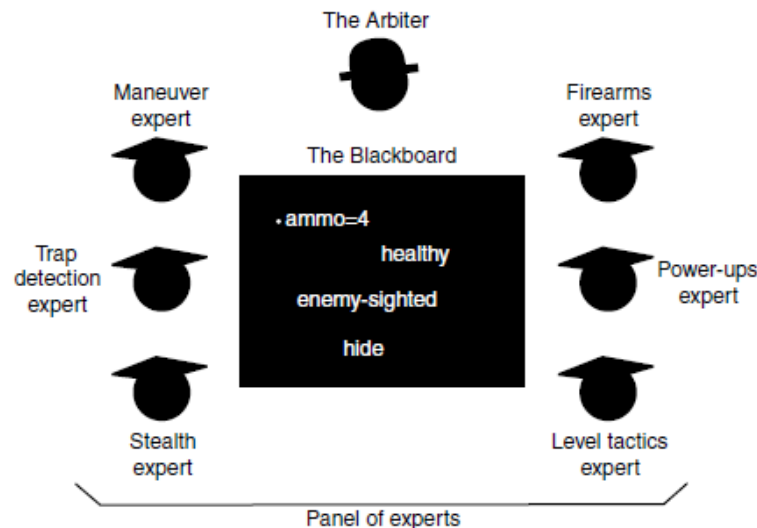 The Arbiter
Maneuver
expert
Firearms
expert
The Blackboard
• ammo=4
healthy
enemy-sighted
hide
Trap
detection
expert
Power-ups
expert
Stealth
expert
Level tactics
expert
Panel of experts